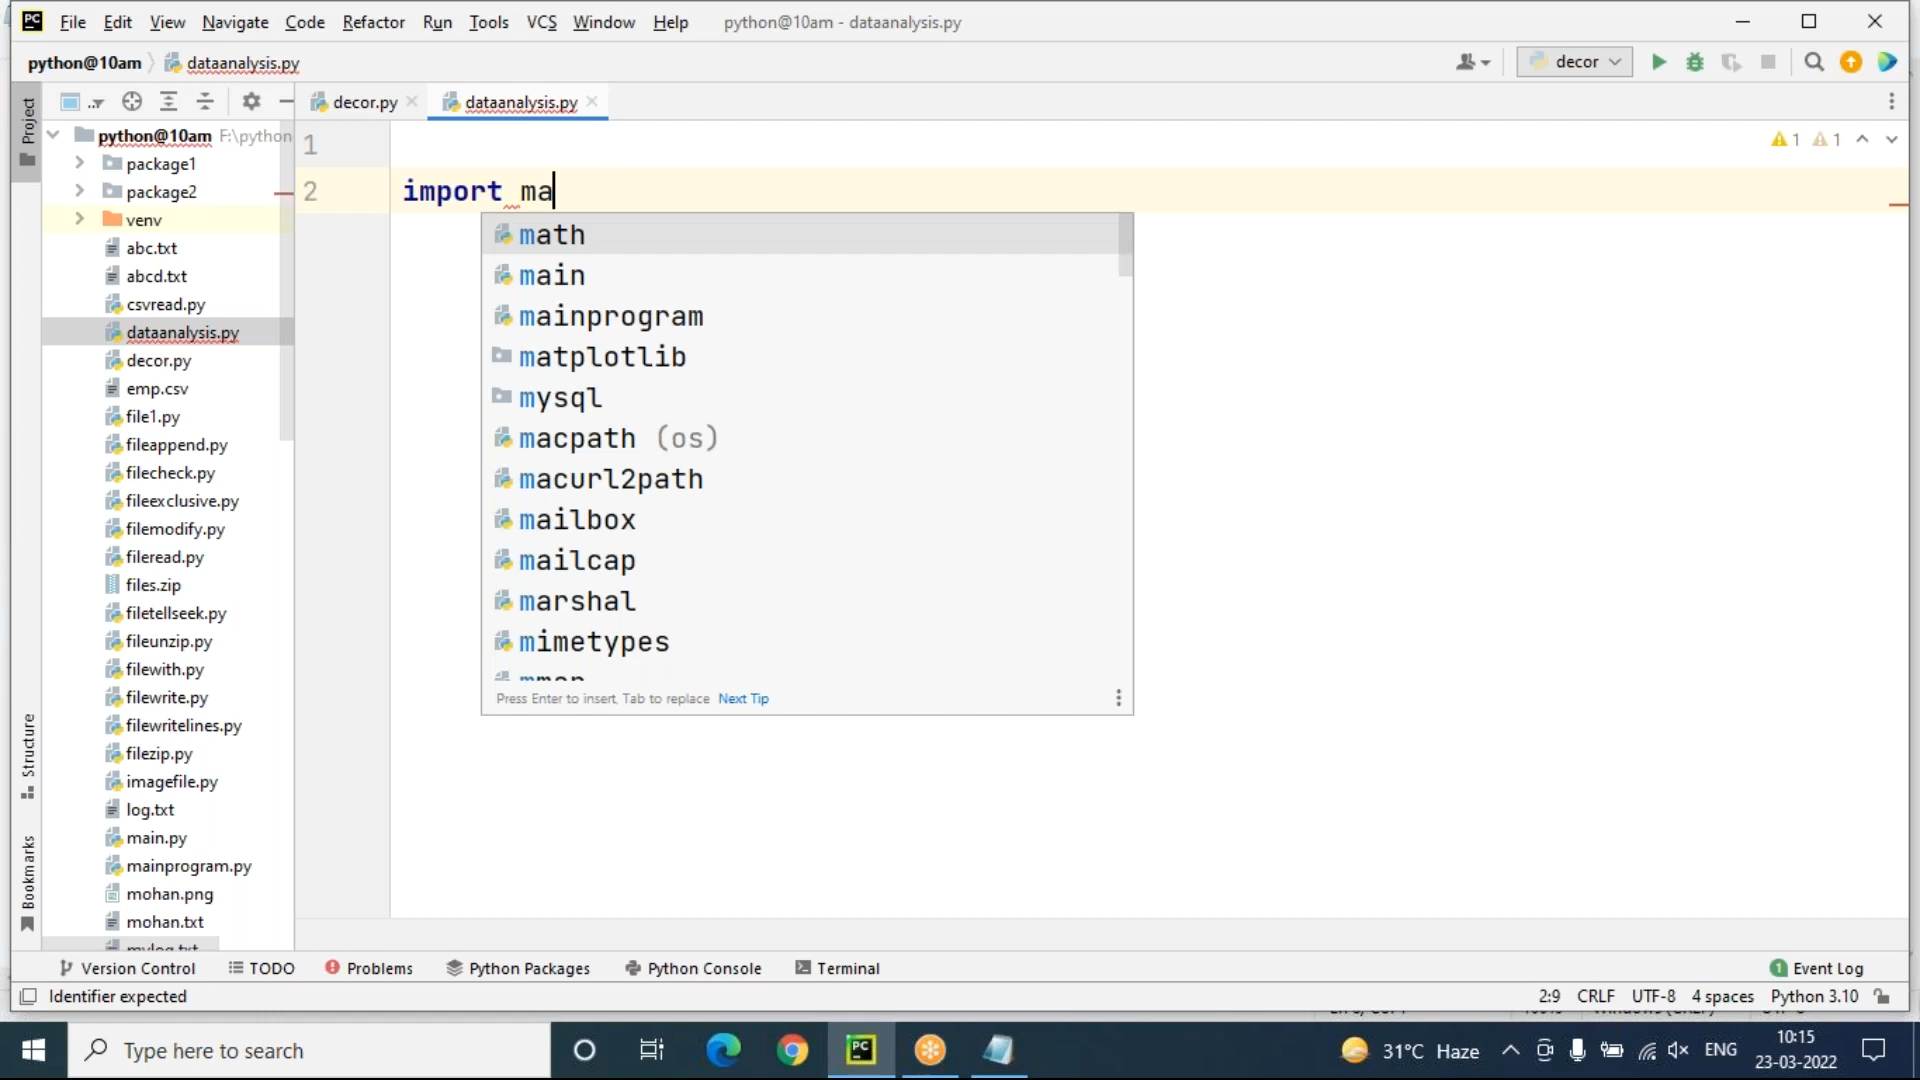 PC File Edit View Navigate Code Refactor Run Tools VCS Window Help python@10am - dataanalysis.py
python@10am dataanalysis.py decor
Project
decor.py dataanalysis.py
python@10am F:\python
package1
package2
venv
abc.txt
abcd.txt
csvread.py
dataanalysis.py
decor.py
emp.csv
file1.py
fileappend.py
filecheck.py
fileexclusive.py
filemodify.py
fileread.py
files.zip
filetellseek.py
fileunzip.py
filewith.py
filewrite.py
filewritelines.py
filezip.py
imagefile.py
log.txt
main.py
mainprogram.py
mohan.png
mohan.txt
mylog.txt
Structure
Bookmarks
1
2 import ma
1 1
math
main
mainprogram
matplotlib
mysql
macpath (os)
macurl2path
mailbox
mailcap
marshal
mimetypes
mmap
Press Enter to insert, Tab to replace Next Tip
Version Control TODO Problems Python Packages Python Console Terminal 1 Event Log
Identifier expected 2:9 CRLF UTF-8 4 spaces Python 3.10
Type here to search PC 31°C Haze ENG
10:15
23-03-2022